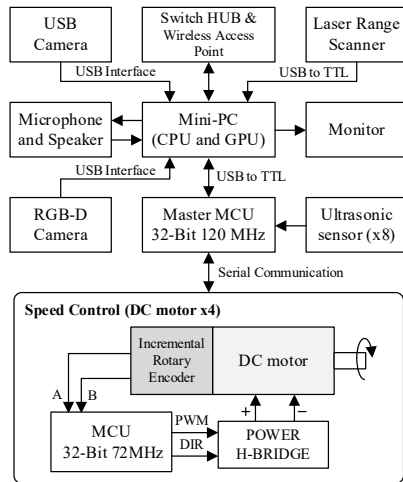 USB
Camera
Switch HUB &
Wireless Access
Point
Laser Range
Scanner
USB Interface
USB to TTL
Microphone
and Speaker
Mini-PC
(CPU and GPU)
Monitor
USB Interface
USB to TTL
RGB-D
Camera
Master MCU
32-Bit 120 MHz
Ultrasonic
sensor (x8)
Serial Communication
Speed Control (DC motor x4)
Incremental
Rotary
Encoder
DC motor
A
B
+
−
MCU
32-Bit 72MHz
PWM
DIR
POWER
H-BRIDGE